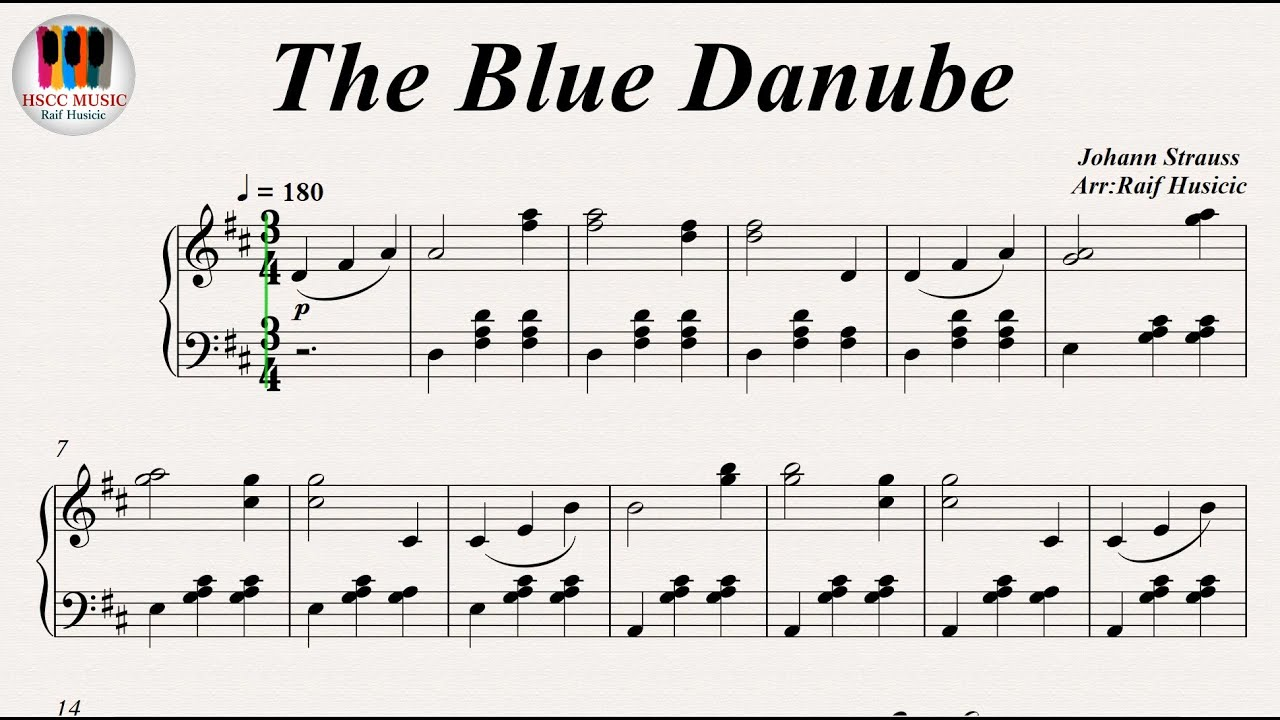 HSCC MUSIC
Raif Husicic
The Blue Danube
Johann Strauss
Arr:Raif Husicic
♩ = 180
3
4
p
3
4
7
14